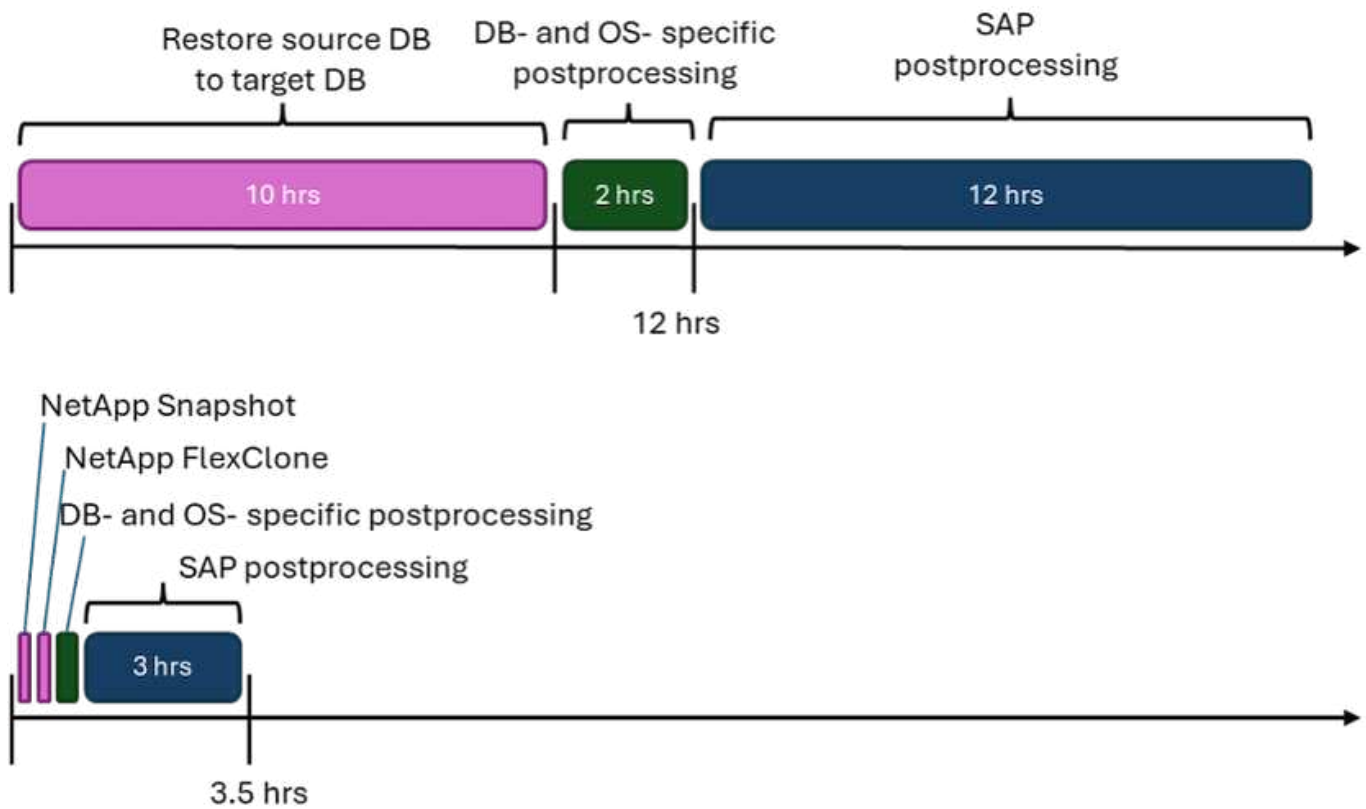 Restore source DB
to target DB
DB- and OS- specific
postprocessing
SAP
postprocessing
10 hrs
2 hrs
12 hrs
12 hrs
NetApp Snapshot
NetApp FlexClone
DB- and OS- specific postprocessing
SAP postprocessing
3 hrs
3.5 hrs